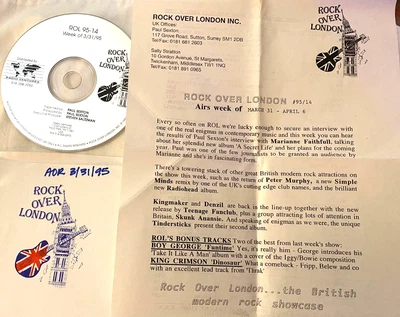 ROL 95-14
Week of 3/31/95
PAUL SEXTON
PAUL SEXTON
STEVEN SALTZMAN
ADR 3/31/95
ROCK
OVER
LONDON
ROCK OVER LONDON INC.
UK Offices:
Paul Sexton
117 Grove Road, Sutton, Surrey SM1 2DB
Tel/Fax: 0181 661 2603
Sally Stratton
10 Gordon Avenue, St Margarets,
Twickenham, Middlesex TW1 1NQ
Tel/Fax: 0181 891 0965
ROCK
OVER
LONDON
ROCK OVER LONDON #95/14
Airs week of MARCH 31 - APRIL 6
Every so often on ROL we're lucky enough to secure an interview with
one of the real enigmas in contemporary music and this week you can hear
the results of Paul Sexton's interview with Marianne Faithfull, talking
about her splendid new album 'A Secret Life' and her plans for the coming
year. Paul was one of the few journalists to be granted an audience by
Marianne and she's in fascinating form.
There's a towering stack of other great British modern rock attractions on
the show this week, such as the return of Peter Murphy, a new Simple
Minds remix by one of the UK's cutting edge club names, and the brilliant
new Radiohead album.
Kingmaker and Denzil are back in the line-up together with the new
release by Teenage Fanclub, plus a group attracting lots of attention in
Britain, Skunk Anansie. And speaking of enigmas as we were, the unique
Tindersticks present their second album.
ROL'S BONUS TRACKS Two of the best from last week's show:
BOY GEORGE 'Funtime' Yes, it's really him - George introduces his
'Take It Like A Man' album with a cover of the Iggy/Bowie composition
KING CRIMSON 'Dinosaur' What a comeback - Fripp, Belew and co
with an excellent lead track from 'Thrak'
Rock Over London...the British
modern rock showcase